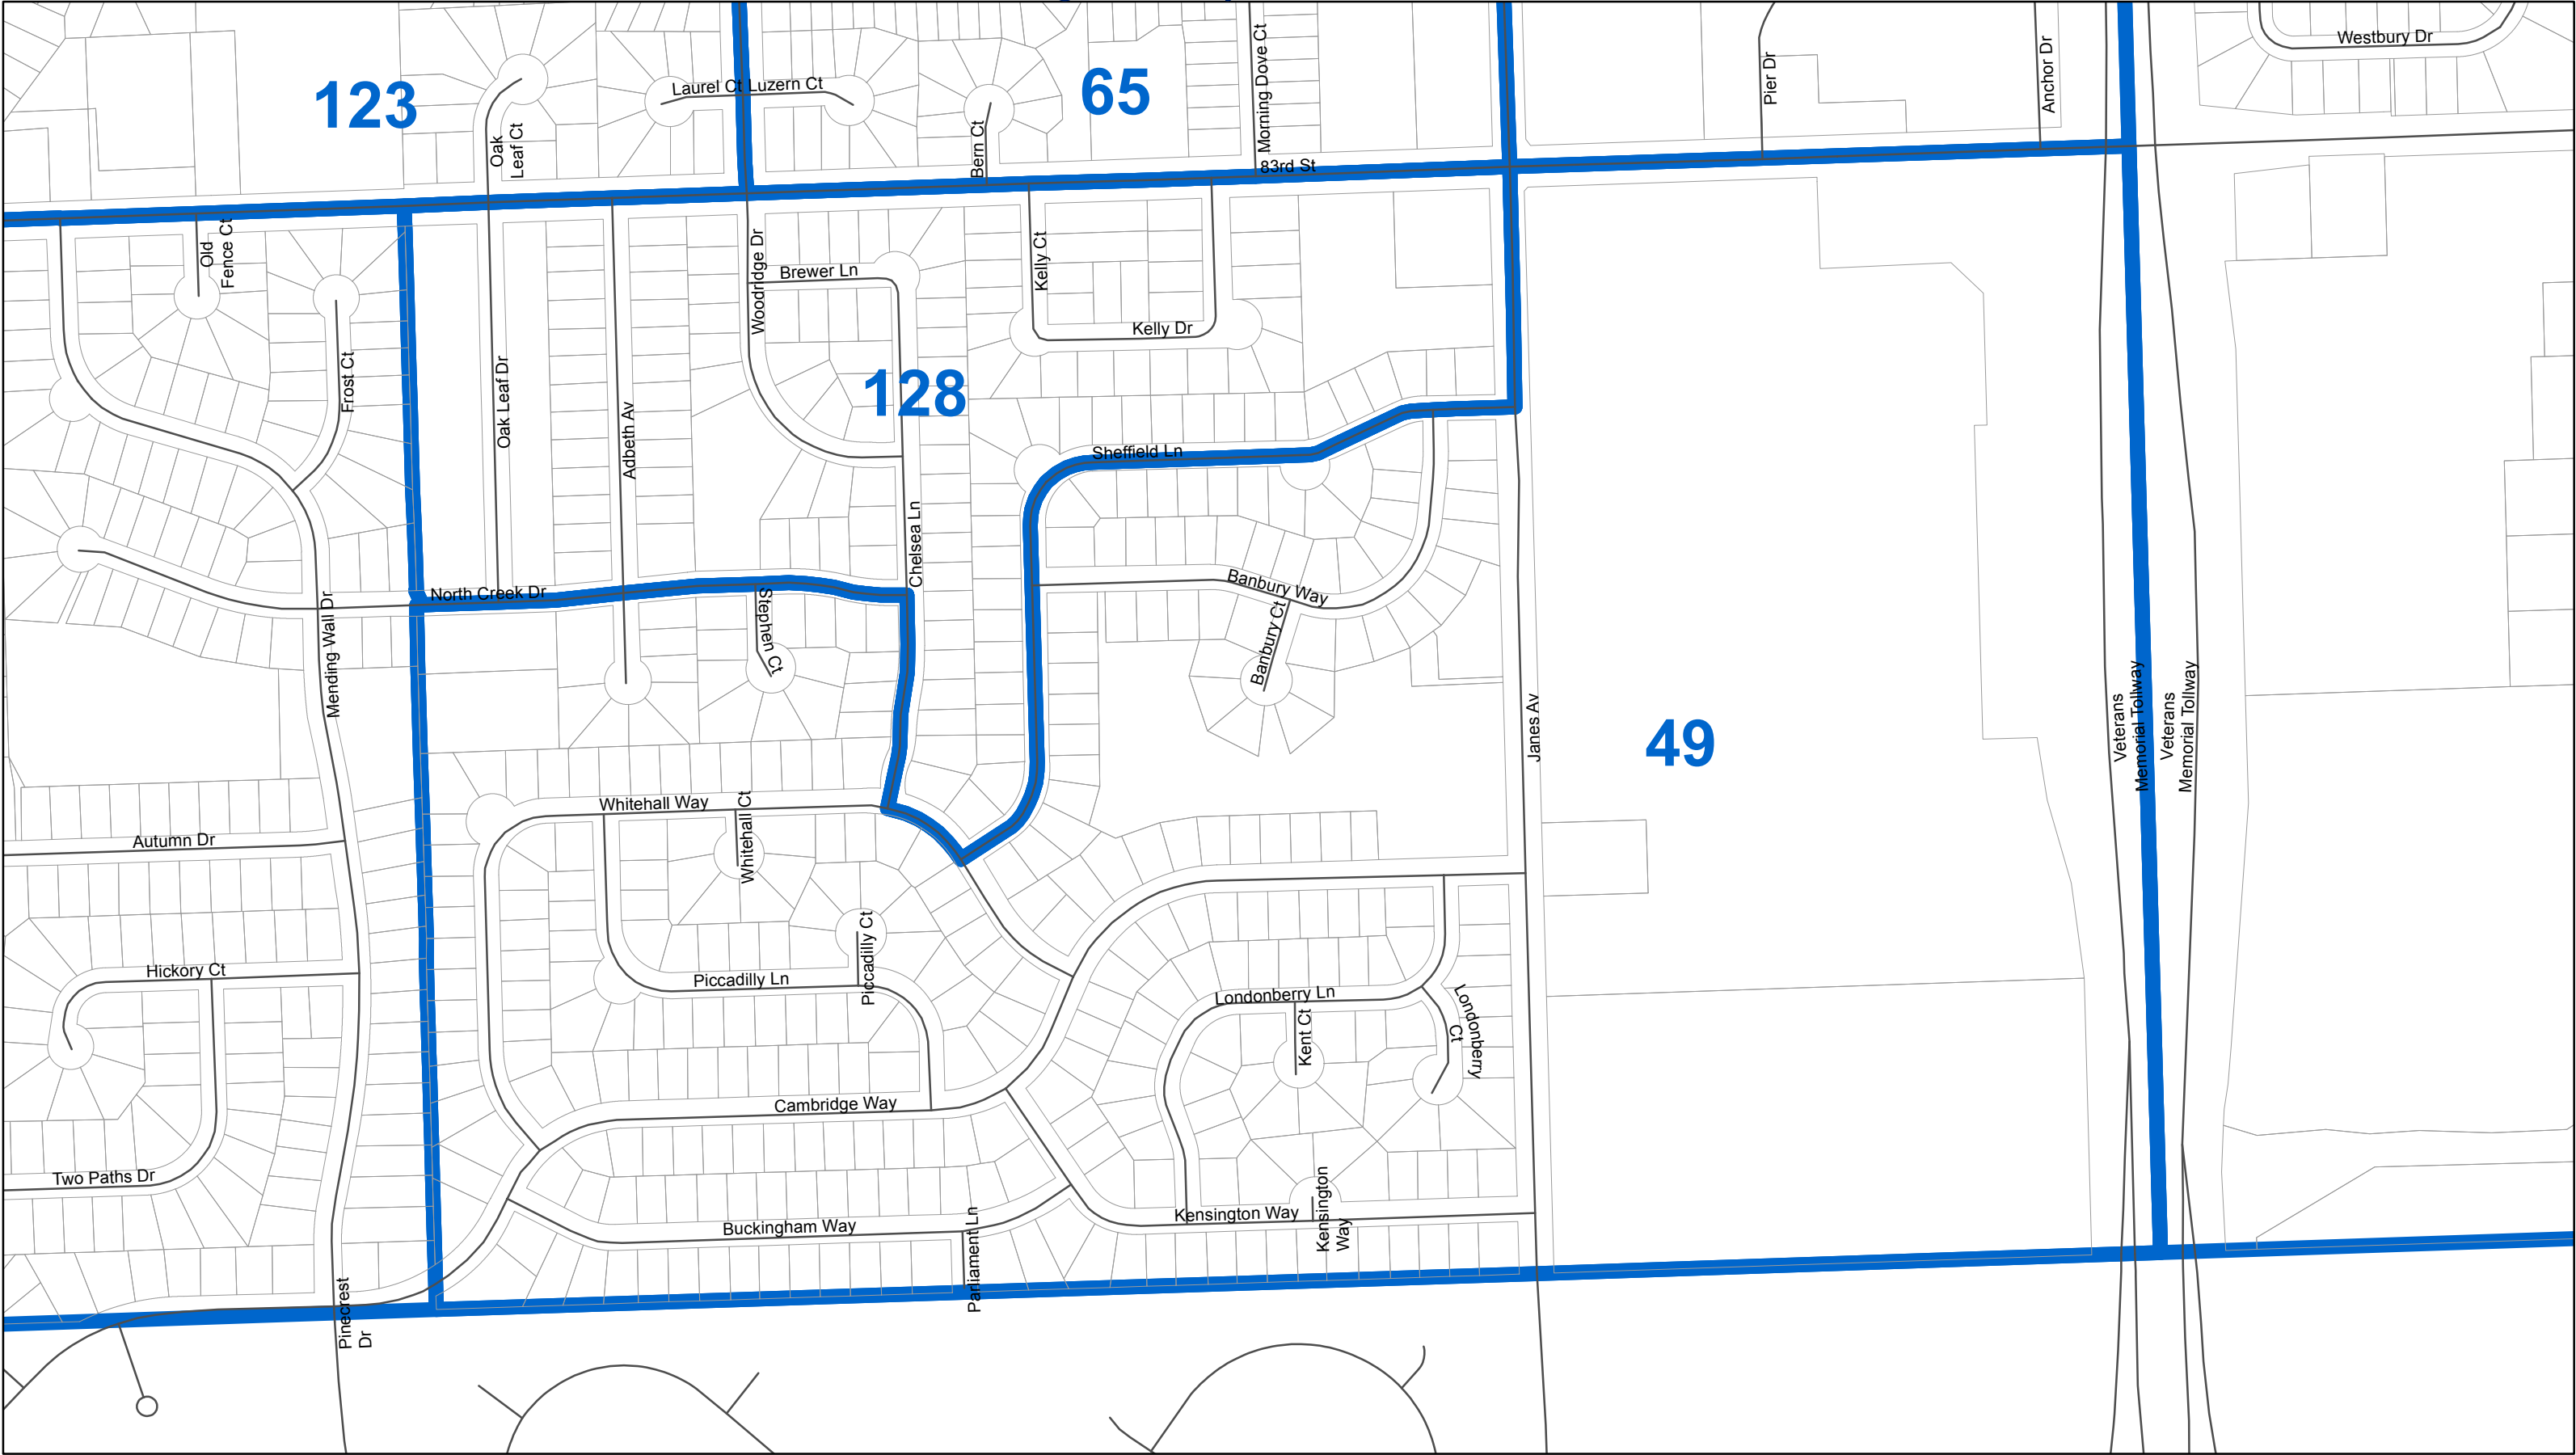 Westbury Dr
Morning Dove Ct
Pier Dr
Anchor Dr
123
Laurel Ct
Luzern Ct
65
Oak
Leaf Ct
Bern Ct
83rd St
Old
Fence Ct
Woodridge Dr
Brewer Ln
Kelly Ct
Kelly Dr
Frost Ct
Oak Leaf Dr
Adbeth Av
128
Sheffield Ln
Chelsea Ln
North Creek Dr
Stephen Ct
Banbury Way
Banbury Ct
Mending Wall Dr
Janes Av
49
Veterans
Memorial Tollway
Veterans
Memorial Tollway
Whitehall Way
Whitehall Ct
Autumn Dr
Hickory Ct
Piccadilly Ln
Piccadilly Ct
Londonberry Ln
Kent Ct
Londonberry
Ct
Cambridge Way
Two Paths Dr
Buckingham Way
Parliament Ln
Kensington Way
Kensington
Way
Pinecrest
Dr